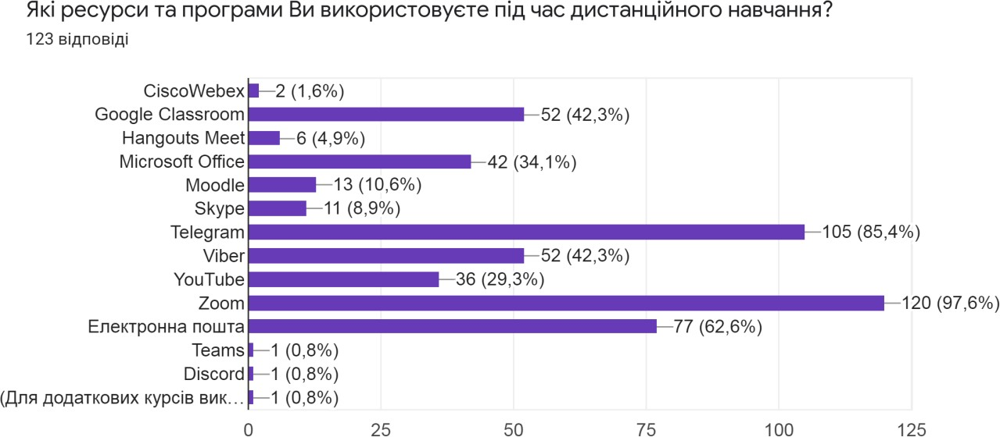 Які ресурси та програми Ви використовуєте під час дистанційного навчання?
123 відповіді
CiscoWebex 2 (1,6%)
Google Classroom 52 (42,3%)
Hangouts Meet 6 (4,9%)
Microsoft Office 42 (34,1%)
Moodle 13 (10,6%)
Skype 11 (8,9%)
Telegram 105 (85,4%)
Viber 52 (42,3%)
YouTube 36 (29,3%)
Zoom 120 (97,6%)
Електронна пошта 77 (62,6%)
Teams 1 (0,8%)
Discord 1 (0,8%)
(Для додаткових курсів вик… 1 (0,8%)
0 25 50 75 100 125